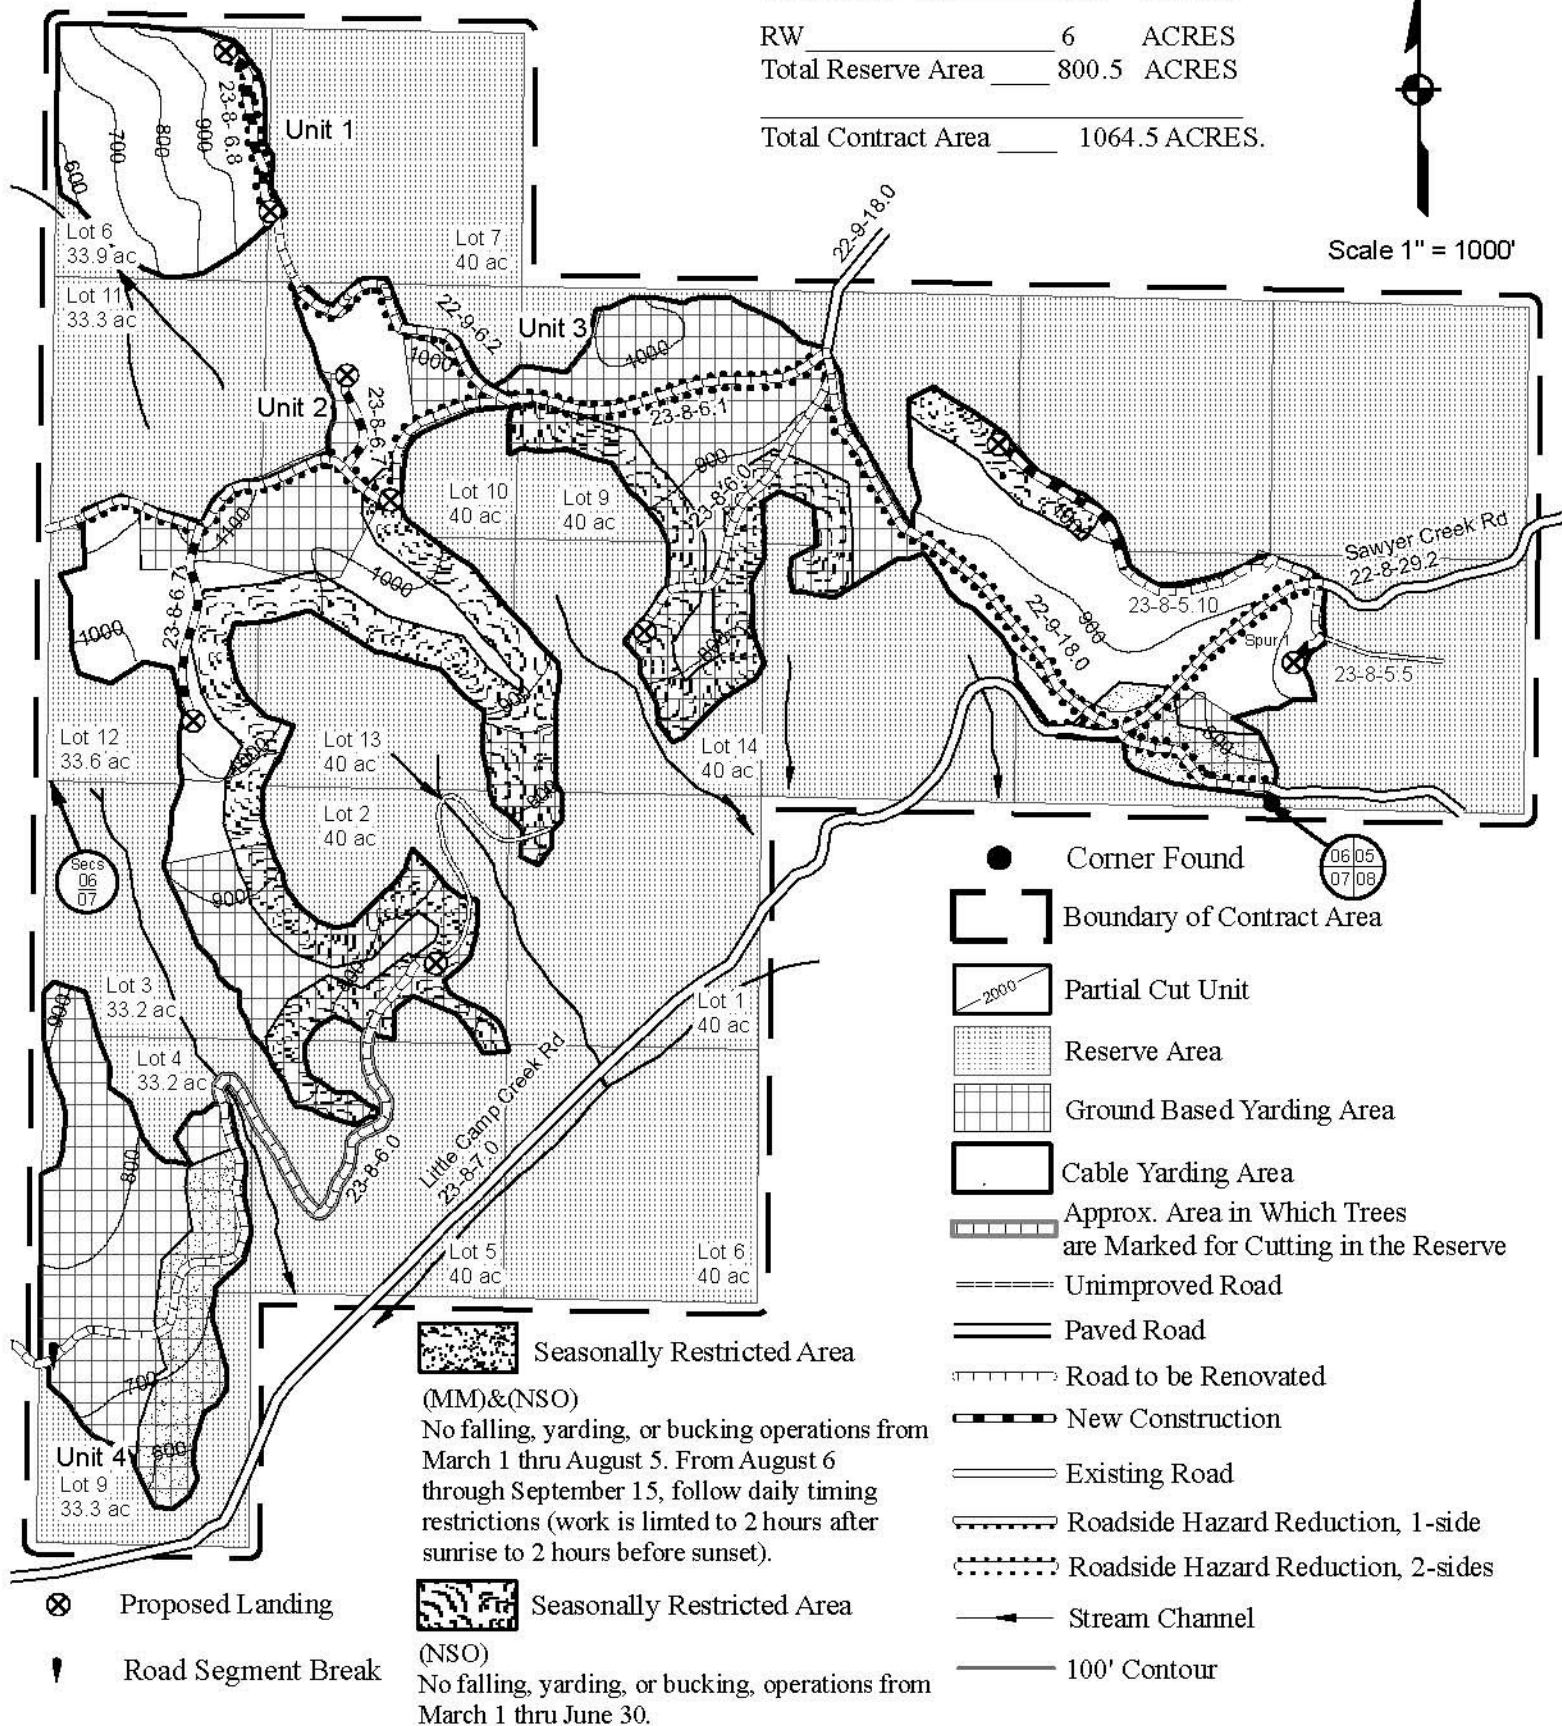 RW 6 ACRES
Total Reserve Area 800.5 ACRES
Total Contract Area 1064.5 ACRES.
Scale 1" = 1000'
22-9-18.0
23-8-6.8
Unit 1
600
700
800
900
Lot 6
33.9 ac
Lot 7
40 ac
Lot 11
33.3 ac
22-9-6.2
Unit 3
1000
1000
Unit 2
23-8-6.7
23-8-6.1
900
23-8-6.0
Lot 10
40 ac
Lot 9
40 ac
1100
1000
1000
23-8-6.7
1000
Sawyer Creek Rd
22-8-29.2
23-8-5.10
900
22-9-18.0
Spur 1
23-8-5.5
800
800
900
Lot 12
33.6 ac
1000
Lot 13
40 ac
Lot 14
40 ac
800
Lot 2
40 ac
Secs
06
07
900
800
06 05
07 08
Lot 3
33.2 ac
Lot 1
40 ac
900
Lot 4
33.2 ac
Little Camp Creek Rd
23-8-7.0
23-8-6.0
800
Lot 5
40 ac
Lot 6
40 ac
700
Unit 4
600
Lot 9
33.3 ac
Corner Found
Boundary of Contract Area
2000
Partial Cut Unit
Reserve Area
Ground Based Yarding Area
Cable Yarding Area
Approx. Area in Which Trees
are Marked for Cutting in the Reserve
Unimproved Road
Paved Road
Road to be Renovated
New Construction
Existing Road
Roadside Hazard Reduction, 1-side
Roadside Hazard Reduction, 2-sides
Stream Channel
100' Contour
Seasonally Restricted Area
(MM)&(NSO)
No falling, yarding, or bucking operations from
March 1 thru August 5. From August 6
through September 15, follow daily timing
restrictions (work is limted to 2 hours after
sunrise to 2 hours before sunset).
Seasonally Restricted Area
(NSO)
No falling, yarding, or bucking, operations from
March 1 thru June 30.
Proposed Landing
Road Segment Break